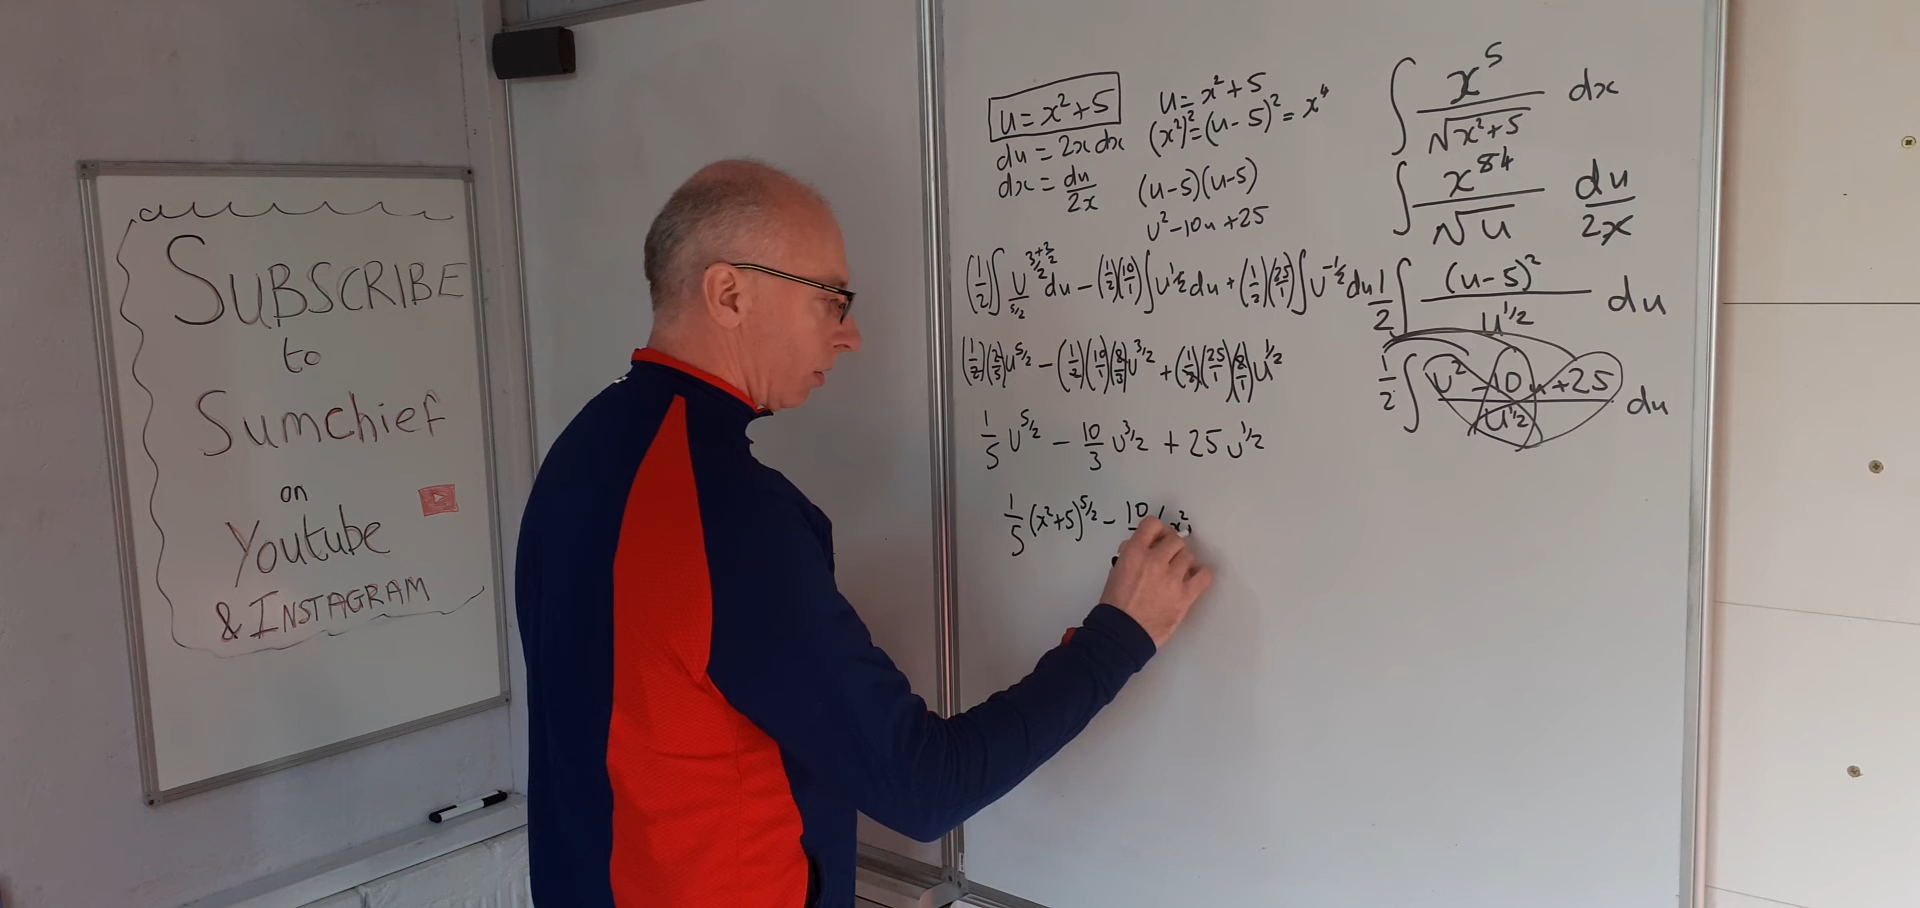 SUBSCRIBE
to
Sumchief
on
Youtube
& INSTAGRAM
u = x² + 5
du = 2x dx
dx = du/2x
u = x² + 5
(x²)² = (u - 5)² = x⁴
(u - 5)(u - 5)
u² - 10u + 25
∫ x⁵/√(x²+5) dx
∫ x⁵⁴/√u du/2x
1/2 ∫ (u - 5)²/u^1/2 du
1/2 ∫ (u² - 10u + 25)/u^1/2 du
(1/2)∫ u^3/2 du - (1/2)(10/1)∫u^1/2 du + (1/2)(25/1)∫u^-1/2 du
(1/2)(2/5)u^5/2 - (1/2)(10/1)(2/3)u^3/2 + (1/2)(25/1)(2/1)u^1/2
1/5 u^5/2 - 10/3 u^3/2 + 25 u^1/2
1/5 (x²+5)^5/2 - 10 (x²